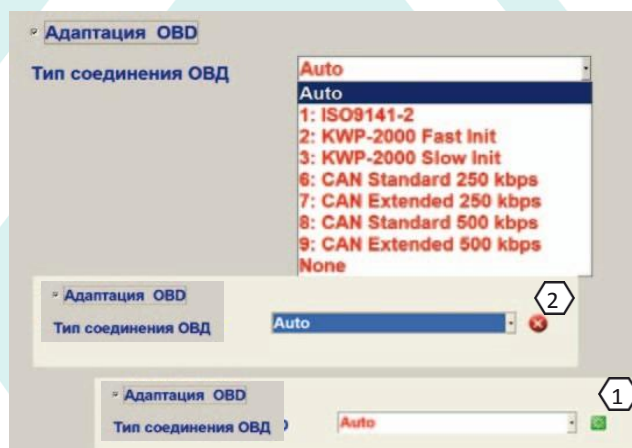 Адаптация OBD
Тип соединения ОВД
Auto
Auto
1: ISO9141-2
2: KWP-2000 Fast Init
3: KWP-2000 Slow Init
6: CAN Standard 250 kbps
7: CAN Extended 250 kbps
8: CAN Standard 500 kbps
9: CAN Extended 500 kbps
None
2
Адаптация OBD
Тип соединения ОВД Auto
1
Адаптация OBD
Тип соединения ОВД Auto